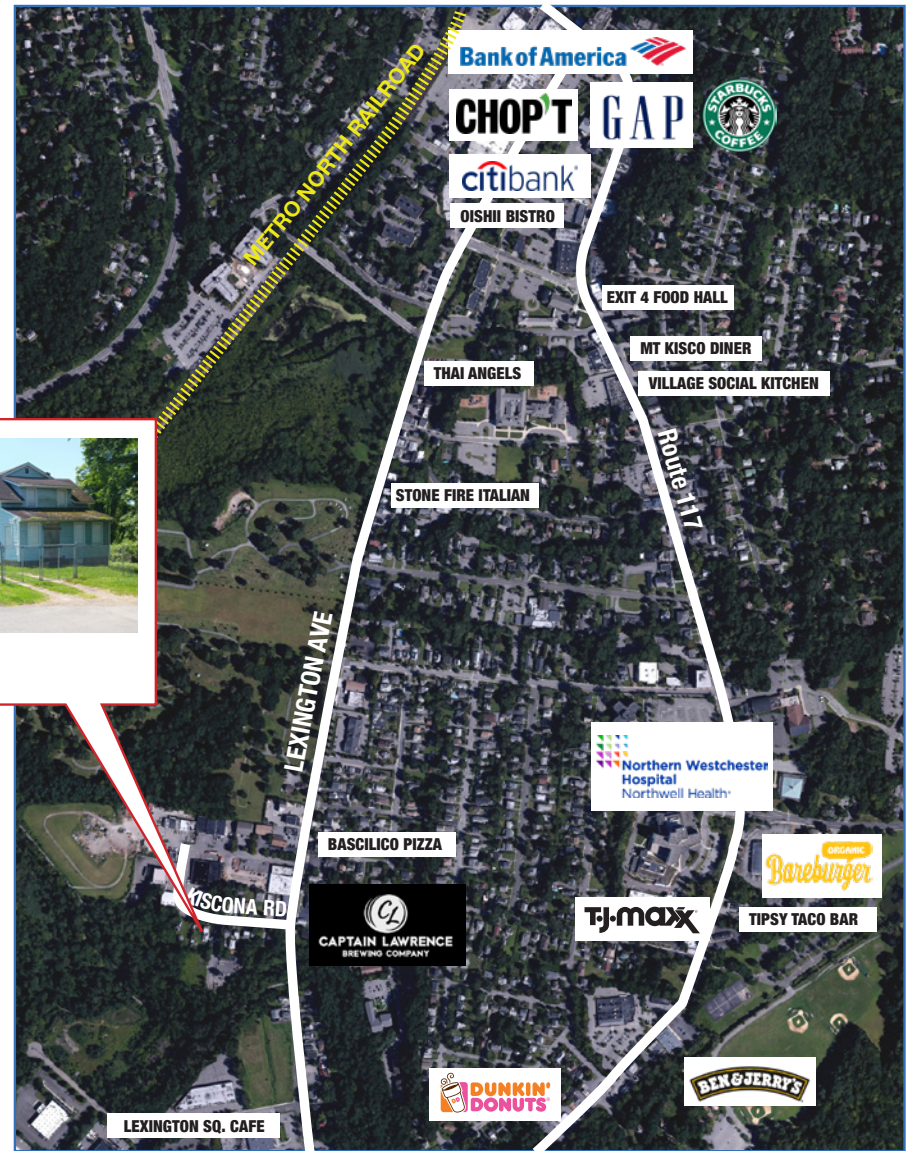 METRO NORTH RAILROAD
Bank of America
CHOP'T
GAP
STARBUCKS
COFFEE
citibank®
OISHII BISTRO
EXIT 4 FOOD HALL
MT KISCO DINER
VILLAGE SOCIAL KITCHEN
THAI ANGELS
Route 117
STONE FIRE ITALIAN
LEXINGTON AVE
Northern Westchester
Hospital
Northwell Health
BASCILICO PIZZA
ORGANIC
Bareburger
KISCONA RD
CL
CAPTAIN LAWRENCE
BREWING COMPANY
T.J.maxx
TIPSY TACO BAR
DD
DUNKIN'
DONUTS
BEN & JERRY'S
LEXINGTON SQ. CAFE